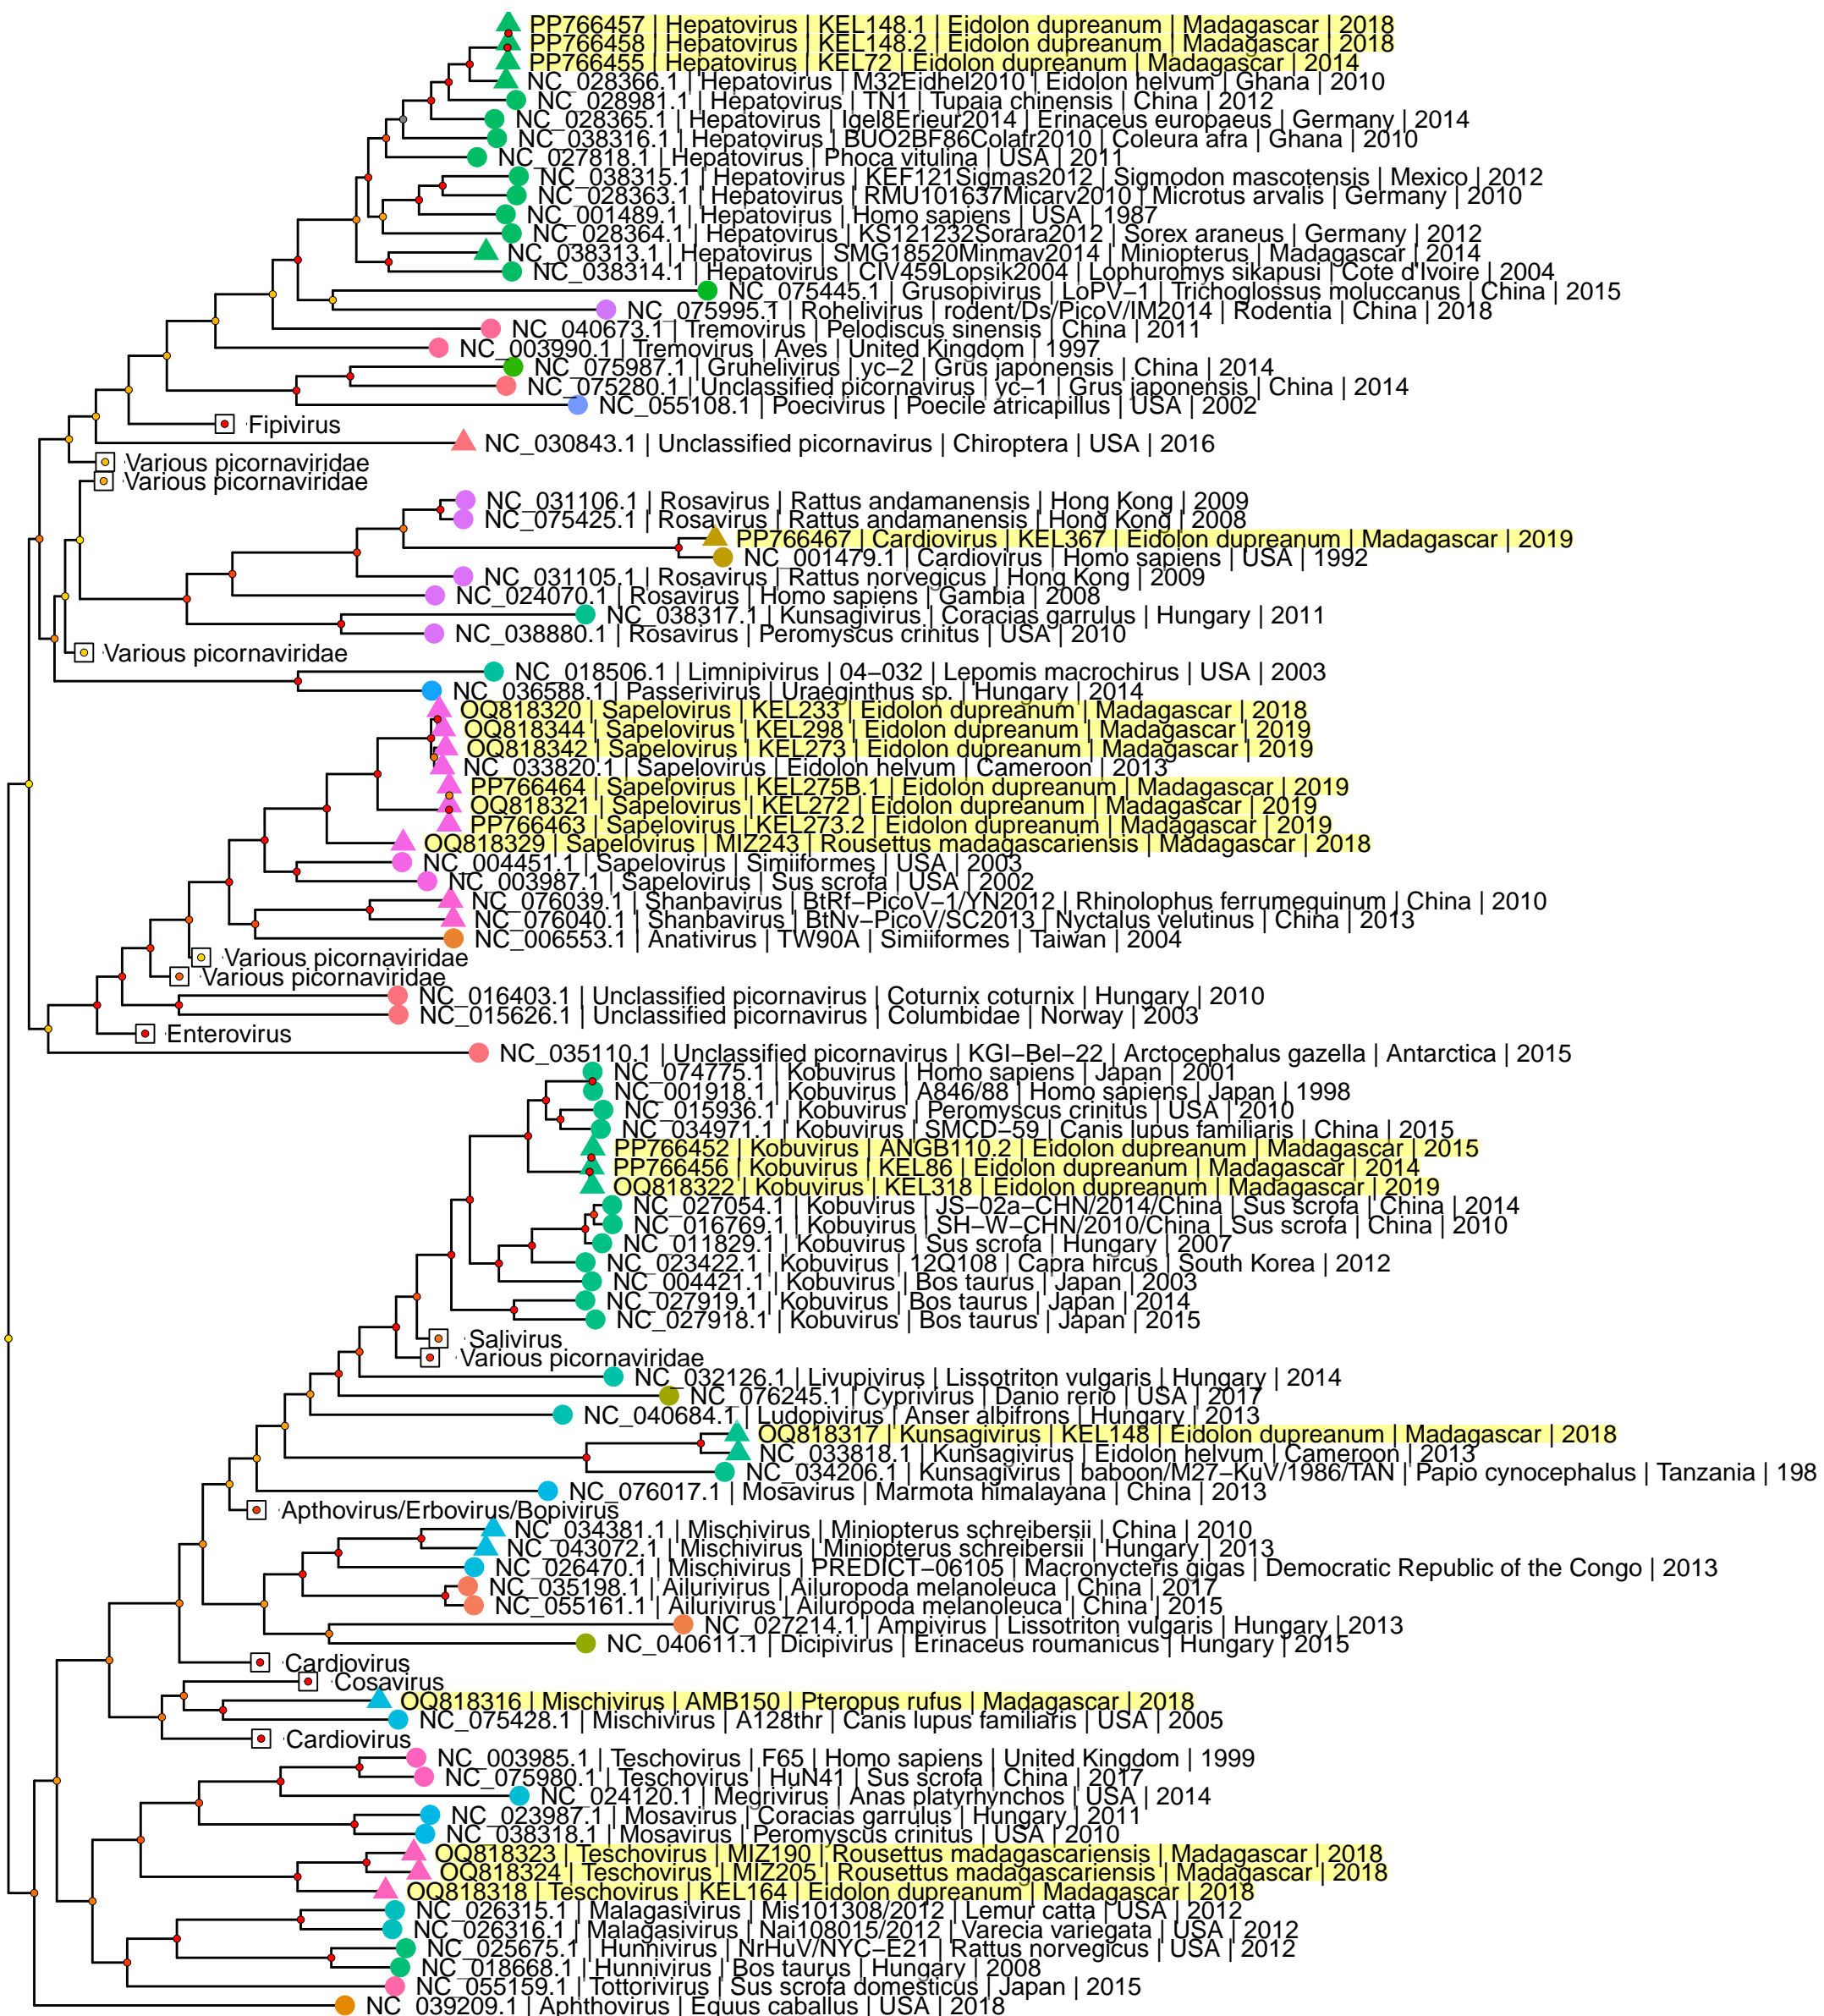 PP766457 | Hepatovirus | KEL148.1 | Eidolon dupreanum | Madagascar | 2018
PP766458 | Hepatovirus | KEL148.2 | Eidolon dupreanum | Madagascar | 2018
PP766455 | Hepatovirus | KEL72 | Eidolon dupreanum | Madagascar | 2014
NC_028366.1 | Hepatovirus | M32Eidhel2010 | Eidolon helvum | Ghana | 2010
NC_028981.1 | Hepatovirus | TN1 | Tupaia chinensis | China | 2012
NC_028365.1 | Hepatovirus | Igel8Erieur2014 | Erinaceus europaeus | Germany | 2014
NC_038316.1 | Hepatovirus | BUO2BF86Colafr2010 | Coleura afra | Ghana | 2010
NC_027818.1 | Hepatovirus | Phoca vitulina | USA | 2011
NC_038315.1 | Hepatovirus | KEF121Sigmas2012 | Sigmodon mascotensis | Mexico | 2012
NC_028363.1 | Hepatovirus | RMU101637Micarv2010 | Microtus arvalis | Germany | 2010
NC_001489.1 | Hepatovirus | Homo sapiens | USA | 1987
NC_028364.1 | Hepatovirus | KS121232Sorara2012 | Sorex araneus | Germany | 2012
NC_038313.1 | Hepatovirus | SMG18520Minmav2014 | Miniopterus | Madagascar | 2014
NC_038314.1 | Hepatovirus | CIV459Lopsik2004 | Lophuromys sikapusi | Cote d'Ivoire | 2004
NC_075445.1 | Grusopivirus | LoPV−1 | Trichoglossus moluccanus | China | 2015
NC_075995.1 | Rohelivirus | rodent/Ds/PicoV/IM2014 | Rodentia | China | 2018
NC_040673.1 | Tremovirus | Pelodiscus sinensis | China | 2011
NC_003990.1 | Tremovirus | Aves | United Kingdom | 1997
NC_075987.1 | Gruhelivirus | yc−2 | Grus japonensis | China | 2014
NC_075280.1 | Unclassified picornavirus | yc−1 | Grus japonensis | China | 2014
NC_055108.1 | Poecivirus | Poecile atricapillus | USA | 2002
Fipivirus
NC_030843.1 | Unclassified picornavirus | Chiroptera | USA | 2016
Various picornaviridae
Various picornaviridae
NC_031106.1 | Rosavirus | Rattus andamanensis | Hong Kong | 2009
NC_075425.1 | Rosavirus | Rattus andamanensis | Hong Kong | 2008
PP766467 | Cardiovirus | KEL367 | Eidolon dupreanum | Madagascar | 2019
NC_001479.1 | Cardiovirus | Homo sapiens | USA | 1992
NC_031105.1 | Rosavirus | Rattus norvegicus | Hong Kong | 2009
NC_024070.1 | Rosavirus | Homo sapiens | Gambia | 2008
NC_038317.1 | Kunsagivirus | Coracias garrulus | Hungary | 2011
NC_038880.1 | Rosavirus | Peromyscus crinitus | USA | 2010
Various picornaviridae
NC_018506.1 | Limnipivirus | 04−032 | Lepomis macrochirus | USA | 2003
NC_036588.1 | Passerivirus | Uraeginthus sp. | Hungary | 2014
OQ818320 | Sapelovirus | KEL233 | Eidolon dupreanum | Madagascar | 2018
OQ818344 | Sapelovirus | KEL298 | Eidolon dupreanum | Madagascar | 2019
OQ818342 | Sapelovirus | KEL273 | Eidolon dupreanum | Madagascar | 2019
NC_033820.1 | Sapelovirus | Eidolon helvum | Cameroon | 2013
PP766464 | Sapelovirus | KEL275B.1 | Eidolon dupreanum | Madagascar | 2019
OQ818321 | Sapelovirus | KEL272 | Eidolon dupreanum | Madagascar | 2019
PP766463 | Sapelovirus | KEL273.2 | Eidolon dupreanum | Madagascar | 2019
OQ818329 | Sapelovirus | MIZ243 | Rousettus madagascariensis | Madagascar | 2018
NC_004451.1 | Sapelovirus | Simiiformes | USA | 2003
NC_003987.1 | Sapelovirus | Sus scrofa | USA | 2002
NC_076039.1 | Shanbavirus | BtRf−PicoV−1/YN2012 | Rhinolophus ferrumequinum | China | 2010
NC_076040.1 | Shanbavirus | BtNv−PicoV/SC2013 | Nyctalus velutinus | China | 2013
NC_006553.1 | Anativirus | TW90A | Simiiformes | Taiwan | 2004
Various picornaviridae
Various picornaviridae
NC_016403.1 | Unclassified picornavirus | Coturnix coturnix | Hungary | 2010
NC_015626.1 | Unclassified picornavirus | Columbidae | Norway | 2003
Enterovirus
NC_035110.1 | Unclassified picornavirus | KGI−Bel−22 | Arctocephalus gazella | Antarctica | 2015
NC_074775.1 | Kobuvirus | Homo sapiens | Japan | 2001
NC_001918.1 | Kobuvirus | A846/88 | Homo sapiens | Japan | 1998
NC_015936.1 | Kobuvirus | Peromyscus crinitus | USA | 2010
NC_034971.1 | Kobuvirus | SMCD−59 | Canis lupus familiaris | China | 2015
PP766452 | Kobuvirus | ANGB110.2 | Eidolon dupreanum | Madagascar | 2015
PP766456 | Kobuvirus | KEL86 | Eidolon dupreanum | Madagascar | 2014
OQ818322 | Kobuvirus | KEL318 | Eidolon dupreanum | Madagascar | 2019
NC_027054.1 | Kobuvirus | JS−02a−CHN/2014/China | Sus scrofa | China | 2014
NC_016769.1 | Kobuvirus | SH−W−CHN/2010/China | Sus scrofa | China | 2010
NC_011829.1 | Kobuvirus | Sus scrofa | Hungary | 2007
NC_023422.1 | Kobuvirus | 12Q108 | Capra hircus | South Korea | 2012
NC_004421.1 | Kobuvirus | Bos taurus | Japan | 2003
NC_027919.1 | Kobuvirus | Bos taurus | Japan | 2014
NC_027918.1 | Kobuvirus | Bos taurus | Japan | 2015
Salivirus
Various picornaviridae
NC_032126.1 | Livupivirus | Lissotriton vulgaris | Hungary | 2014
NC_076245.1 | Cyprivirus | Danio rerio | USA | 2017
NC_040684.1 | Ludopivirus | Anser albifrons | Hungary | 2013
OQ818317 | Kunsagivirus | KEL148 | Eidolon dupreanum | Madagascar | 2018
NC_033818.1 | Kunsagivirus | Eidolon helvum | Cameroon | 2013
NC_034206.1 | Kunsagivirus | baboon/M27−KuV/1986/TAN | Papio cynocephalus | Tanzania | 198
NC_076017.1 | Mosavirus | Marmota himalayana | China | 2013
Apthovirus/Erbovirus/Bopivirus
NC_034381.1 | Mischivirus | Miniopterus schreibersii | China | 2010
NC_043072.1 | Mischivirus | Miniopterus schreibersii | Hungary | 2013
NC_026470.1 | Mischivirus | PREDICT−06105 | Macronycteris gigas | Democratic Republic of the Congo | 2013
NC_035198.1 | Ailurivirus | Ailuropoda melanoleuca | China | 2017
NC_055161.1 | Ailurivirus | Ailuropoda melanoleuca | China | 2015
NC_027214.1 | Ampivirus | Lissotriton vulgaris | Hungary | 2013
NC_040611.1 | Dicipivirus | Erinaceus roumanicus | Hungary | 2015
Cardiovirus
Cosavirus
OQ818316 | Mischivirus | AMB150 | Pteropus rufus | Madagascar | 2018
NC_075428.1 | Mischivirus | A128thr | Canis lupus familiaris | USA | 2005
Cardiovirus
NC_003985.1 | Teschovirus | F65 | Homo sapiens | United Kingdom | 1999
NC_075980.1 | Teschovirus | HuN41 | Sus scrofa | China | 2017
NC_024120.1 | Megrivirus | Anas platyrhynchos | USA | 2014
NC_023987.1 | Mosavirus | Coracias garrulus | Hungary | 2011
NC_038318.1 | Mosavirus | Peromyscus crinitus | USA | 2010
OQ818323 | Teschovirus | MIZ190 | Rousettus madagascariensis | Madagascar | 2018
OQ818324 | Teschovirus | MIZ205 | Rousettus madagascariensis | Madagascar | 2018
OQ818318 | Teschovirus | KEL164 | Eidolon dupreanum | Madagascar | 2018
NC_026315.1 | Malagasivirus | Mis101308/2012 | Lemur catta | USA | 2012
NC_026316.1 | Malagasivirus | Nai108015/2012 | Varecia variegata | USA | 2012
NC_025675.1 | Hunnivirus | NrHuV/NYC−E21 | Rattus norvegicus | USA | 2012
NC_018668.1 | Hunnivirus | Bos taurus | Hungary | 2008
NC_055159.1 | Tottorivirus | Sus scrofa domesticus | Japan | 2015
NC_039209.1 | Aphthovirus | Equus caballus | USA | 2018